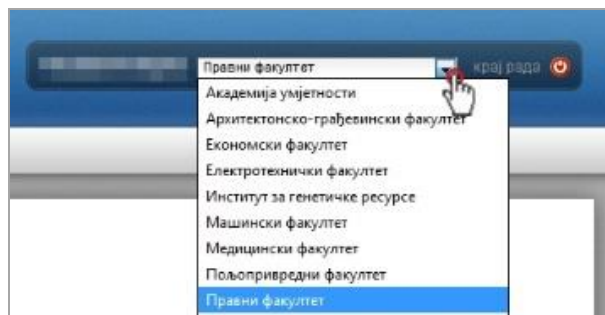 Правни факултет
крај рада
Академија умјетности
Архитектонско-грађевински факултет
Економски факултет
Електротехнички факултет
Институт за генетичке ресурсе
Машински факултет
Медицински факултет
Пољопривредни факултет
Правни факултет